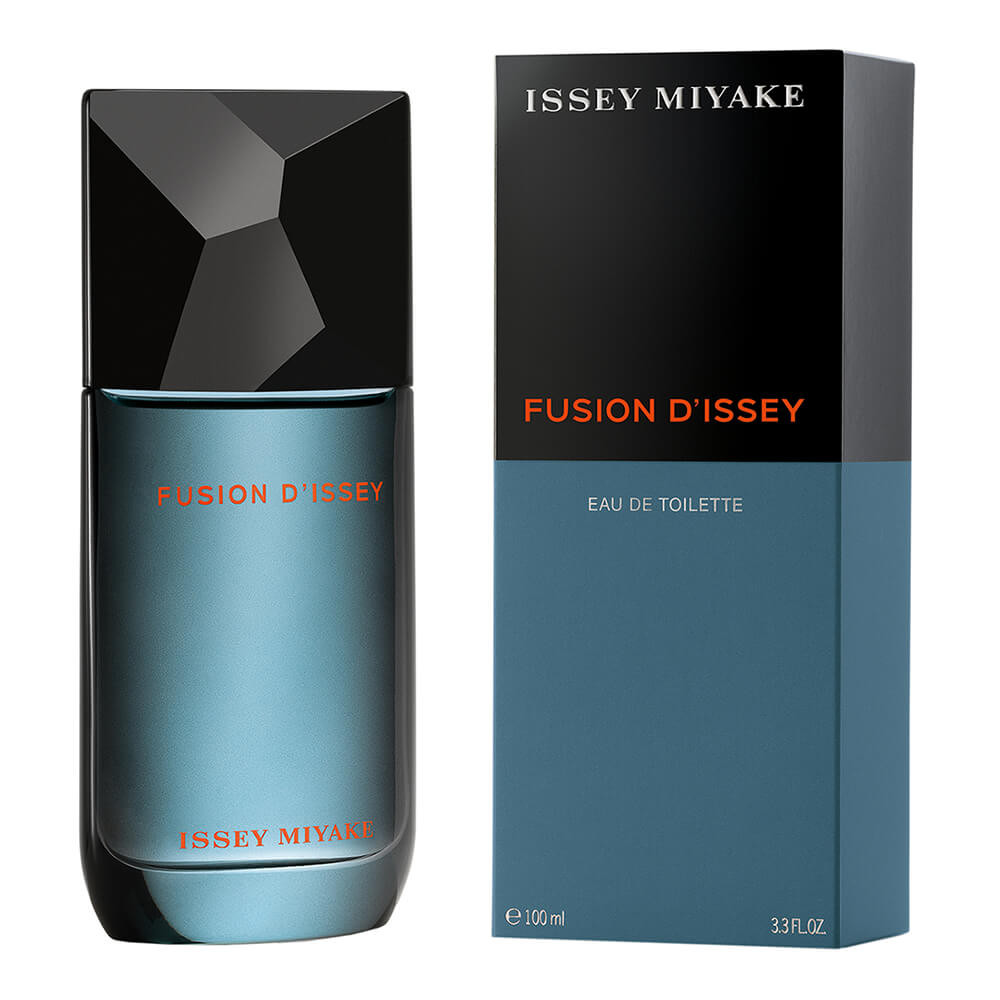 FUSION D'ISSEY
ISSEY MIYAKE
ISSEY MIYAKE
FUSION D'ISSEY
EAU DE TOILETTE
℮ 100 ml
3.3 FL.OZ.